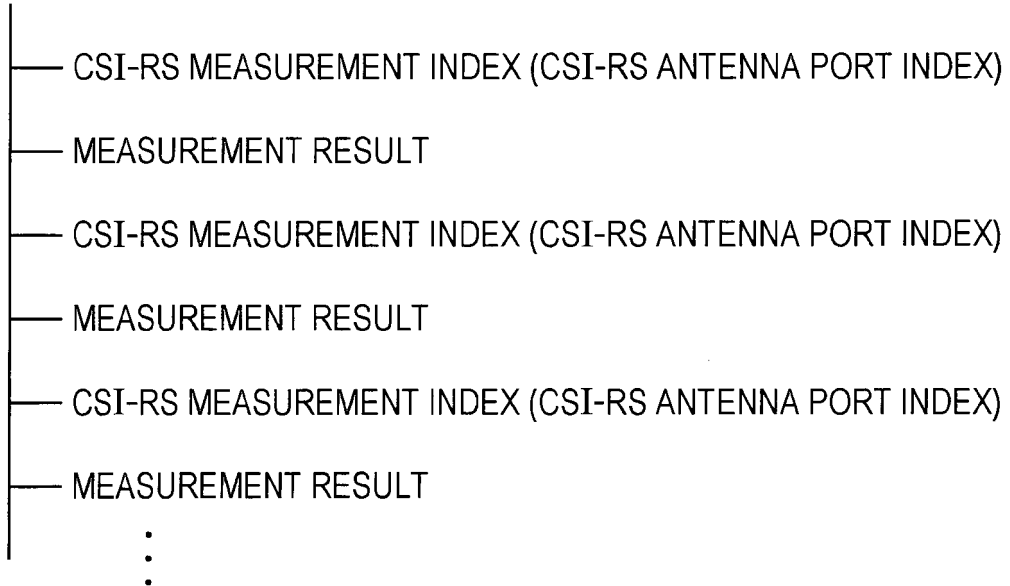 CSI-RS MEASUREMENT INDEX (CSI-RS ANTENNA PORT INDEX)
MEASUREMENT RESULT
CSI-RS MEASUREMENT INDEX (CSI-RS ANTENNA PORT INDEX)
MEASUREMENT RESULT
CSI-RS MEASUREMENT INDEX (CSI-RS ANTENNA PORT INDEX)
MEASUREMENT RESULT